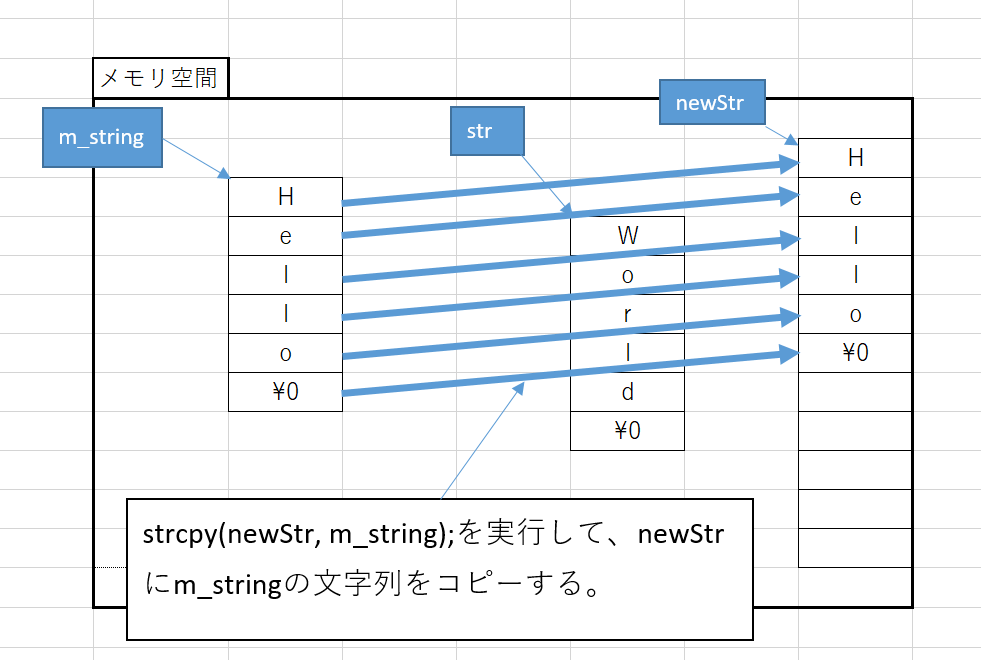 メモリ空間
m_string
str
newStr
H
e
l
l
o
¥0
W
o
r
l
d
¥0
H
e
l
l
o
¥0
strcpy(newStr, m_string);を実行して、newStr
にm_stringの文字列をコピーする。